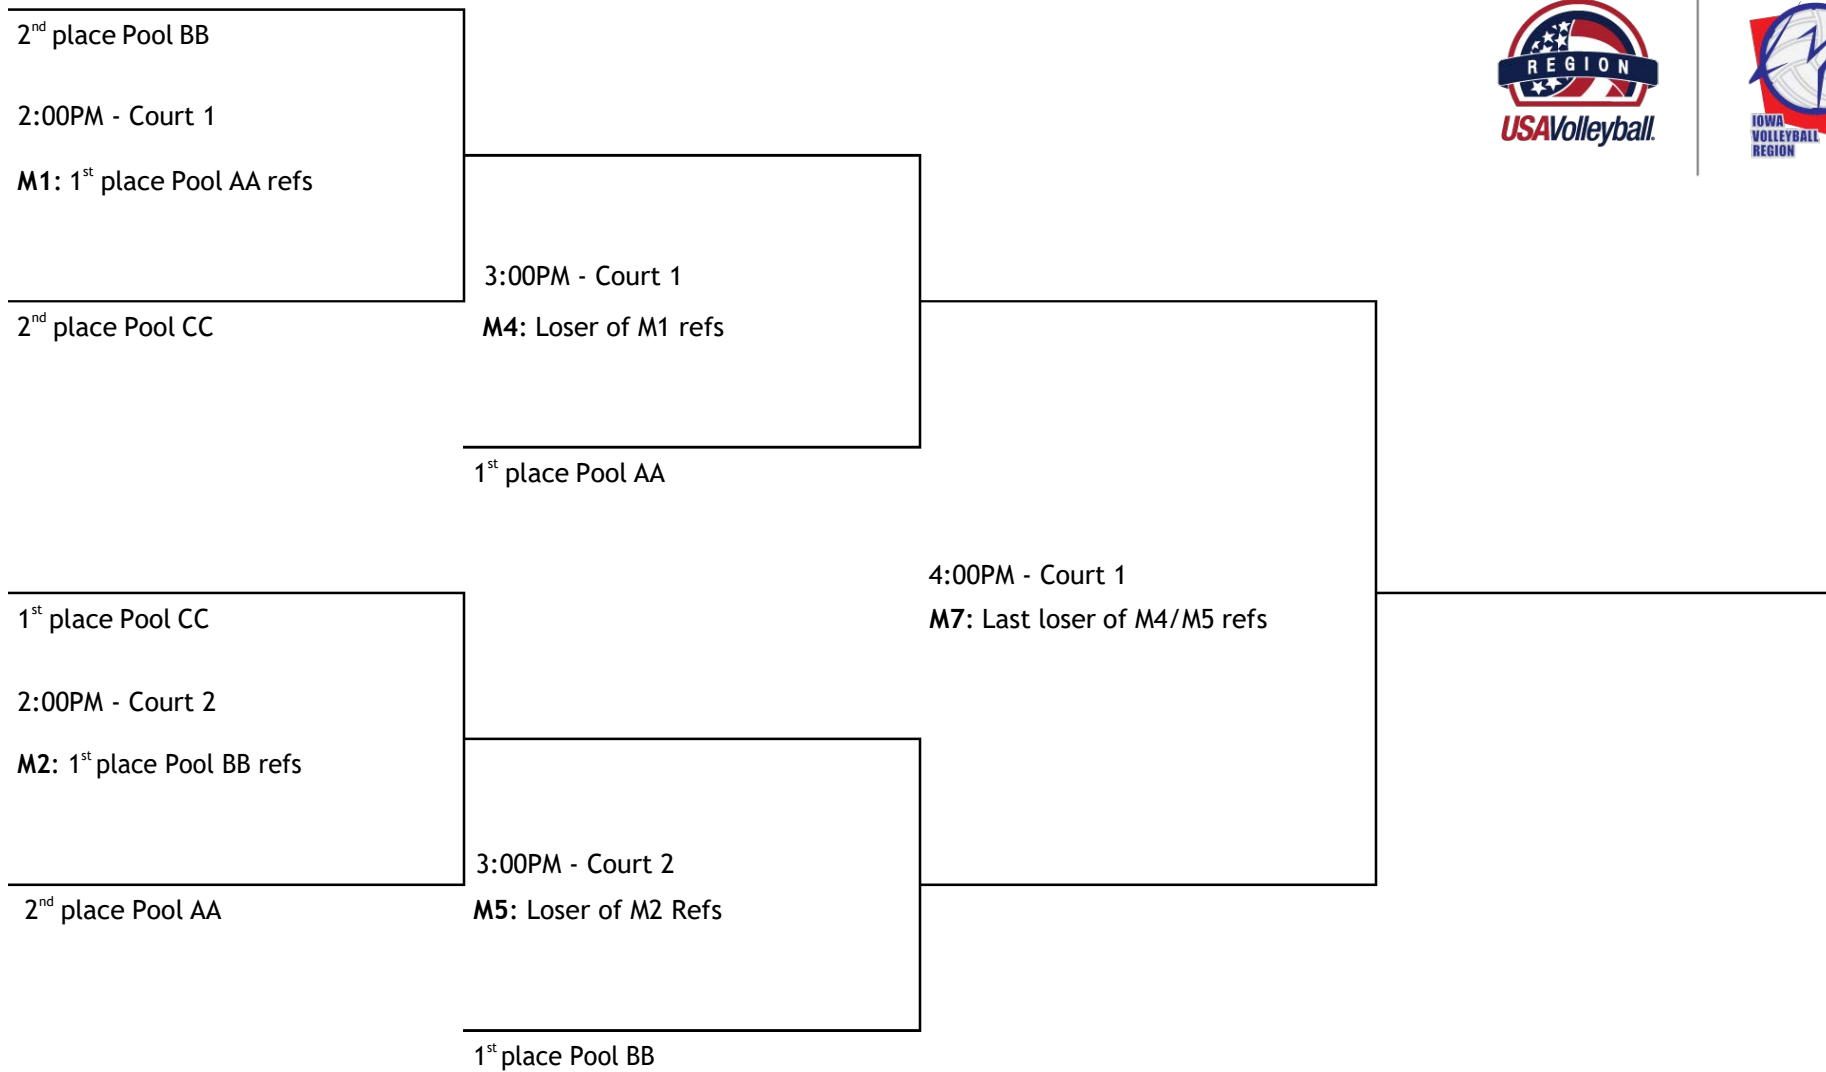 2nd place Pool BB
2:00PM - Court 1
M1: 1st place Pool AA refs
2nd place Pool CC
3:00PM - Court 1
M4: Loser of M1 refs
1st place Pool AA
1st place Pool CC
2:00PM - Court 2
M2: 1st place Pool BB refs
2nd place Pool AA
3:00PM - Court 2
M5: Loser of M2 Refs
1st place Pool BB
4:00PM - Court 1
M7: Last loser of M4/M5 refs
REGION
USAVolleyball.
IOWA
VOLLEYBALL
REGION